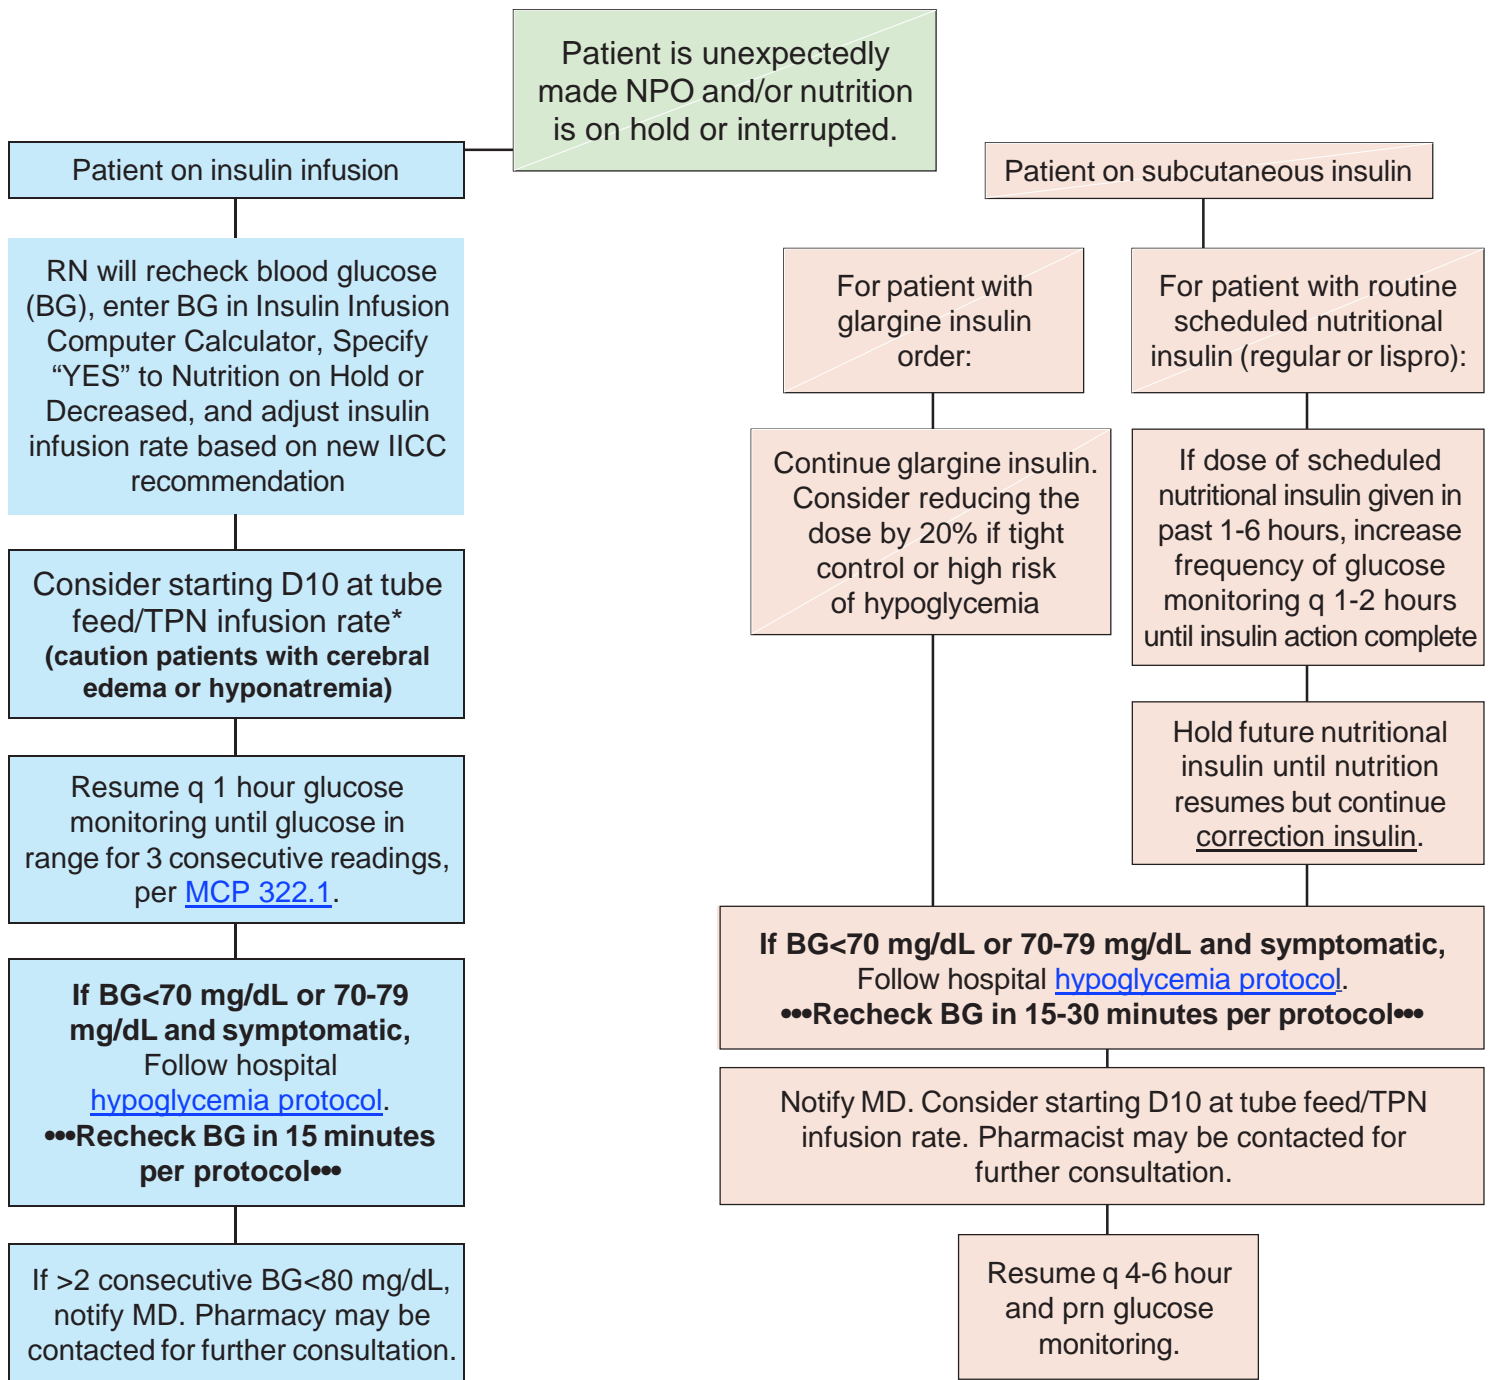 Patient is unexpectedly
made NPO and/or nutrition
is on hold or interrupted.
Patient on insulin infusion
RN will recheck blood glucose
(BG), enter BG in Insulin Infusion
Computer Calculator, Specify
“YES” to Nutrition on Hold or
Decreased, and adjust insulin
infusion rate based on new IICC
recommendation
Consider starting D10 at tube
feed/TPN infusion rate*
(caution patients with cerebral
edema or hyponatremia)
Resume q 1 hour glucose
monitoring until glucose in
range for 3 consecutive readings,
per MCP 322.1.
If BG<70 mg/dL or 70-79
mg/dL and symptomatic,
Follow hospital
hypoglycemia protocol.
•••Recheck BG in 15 minutes
per protocol•••
If >2 consecutive BG<80 mg/dL,
notify MD. Pharmacy may be
contacted for further consultation.
Patient on subcutaneous insulin
For patient with
glargine insulin
order:
Continue glargine insulin.
Consider reducing the
dose by 20% if tight
control or high risk
of hypoglycemia
For patient with routine
scheduled nutritional
insulin (regular or lispro):
If dose of scheduled
nutritional insulin given in
past 1-6 hours, increase
frequency of glucose
monitoring q 1-2 hours
until insulin action complete
Hold future nutritional
insulin until nutrition
resumes but continue
correction insulin.
If BG<70 mg/dL or 70-79 mg/dL and symptomatic,
Follow hospital hypoglycemia protocol.
•••Recheck BG in 15-30 minutes per protocol•••
Notify MD. Consider starting D10 at tube feed/TPN
infusion rate. Pharmacist may be contacted for
further consultation.
Resume q 4-6 hour
and prn glucose
monitoring.